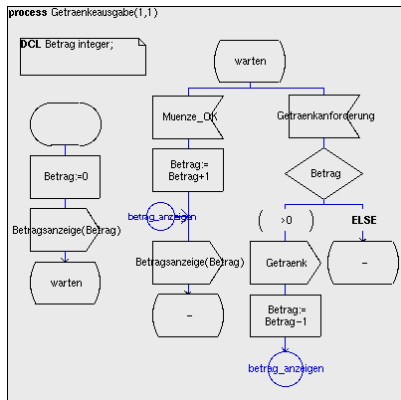 process Getraenkeausgabe(1,1)
DCL Betrag integer;
Betrag:=0
Betragsanzeige(Betrag)
warten
warten
Muenze_OK
Betrag:=
Betrag+1
betrag_anzeigen
Betragsanzeige(Betrag)
-
Getraenkanforderung
Betrag
( >0 )
ELSE
Getraenk
-
Betrag:=
Betrag-1
betrag_anzeigen